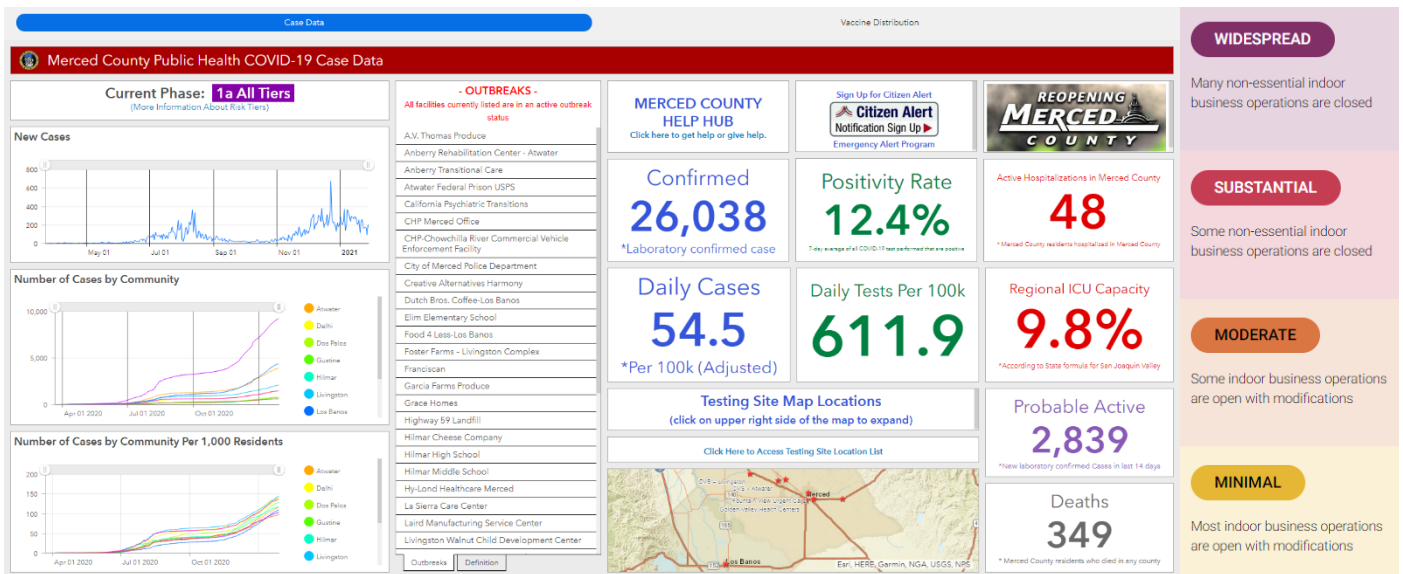 Case Data
Vaccine Distribution
Merced County Public Health COVID-19 Case Data
Current Phase: 1a All Tiers
(More Information About Risk Tiers)
New Cases
800
600
400
200
0
May 01
Jul 01
Sep 01
Nov 01
2021
Number of Cases by Community
10,000
5,000
0
Apr 01 2020
Jul 01 2020
Oct 01 2020
Atwater
Delhi
Dos Palos
Gustine
Hilmar
Livingston
Los Banos
Number of Cases by Community Per 1,000 Residents
200
150
100
50
0
Apr 01 2020
Jul 01 2020
Oct 01 2020
Atwater
Delhi
Dos Palos
Gustine
Hilmar
Livingston
- OUTBREAKS -
All facilities currently listed are in an active outbreak
status
A.V. Thomas Produce
Anberry Rehabilitation Center - Atwater
Anberry Transitional Care
Atwater Federal Prison USPS
California Psychiatric Transitions
CHP Merced Office
CHP-Chowchilla River Commercial Vehicle
Enforcement Facility
City of Merced Police Department
Creative Alternatives Harmony
Dutch Bros. Coffee-Los Banos
Elim Elementary School
Food 4 Less-Los Banos
Foster Farms - Livingston Complex
Franciscan
Garcia Farms Produce
Grace Homes
Highway 59 Landfill
Hilmar Cheese Company
Hilmar High School
Hilmar Middle School
Hy-Lond Healthcare Merced
La Sierra Care Center
Laird Manufacturing Service Center
Livingston Walnut Child Development Center
Outbreaks
Definition
MERCED COUNTY
HELP HUB
Click here to get help or give help.
Sign Up for Citizen Alert
Citizen Alert
Notification Sign Up
Emergency Alert Program
REOPENING
MERCED
COUNTY
Confirmed
26,038
*Laboratory confirmed case
Positivity Rate
12.4%
7-day average of all COVID-19 test performed that are positive
Active Hospitalizations in Merced County
48
* Merced County residents hospitalized in Merced County
Daily Cases
54.5
*Per 100k (Adjusted)
Daily Tests Per 100k
611.9
Regional ICU Capacity
9.8%
*According to State formula for San Joaquin Valley
Testing Site Map Locations
(click on upper right side of the map to expand)
Click Here to Access Testing Site Location List
DVS - Livingston
DVS - Atwater
140
Merced
Golden Valley Health Centers
165
152
Los Banos
Esri, HERE, Garmin, NGA, USGS, NPS
Probable Active
2,839
*New laboratory confirmed Cases in last 14 days
Deaths
349
* Merced County residents who died in any county
WIDESPREAD
Many non-essential indoor
business operations are closed
SUBSTANTIAL
Some non-essential indoor
business operations are closed
MODERATE
Some indoor business operations
are open with modifications
MINIMAL
Most indoor business operations
are open with modifications